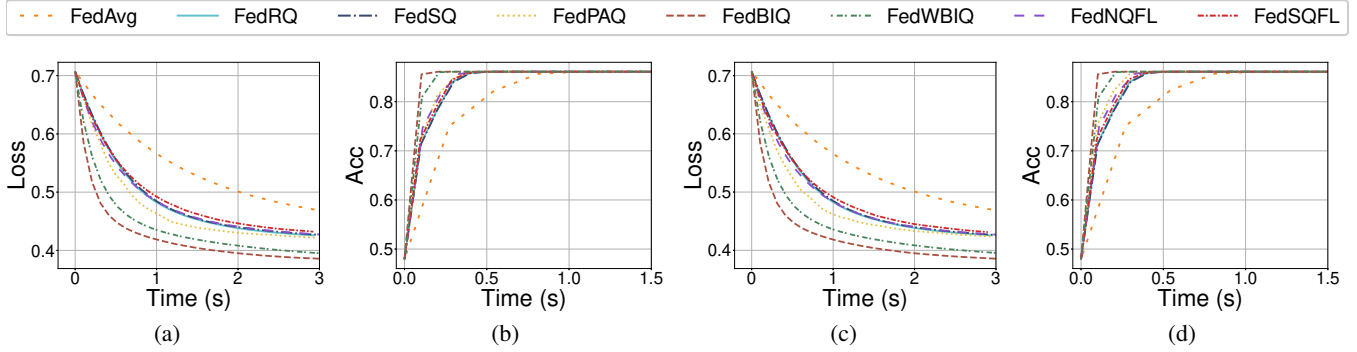 FedAvg FedRQ FedSQ FedPAQ FedBIQ FedWBIQ FedNQFL FedSQFL
0.7
0.6
0.5
0.4
Loss
0 1 2 3
Time (s)
(a)
0.8
0.7
0.6
0.5
Acc
0.0 0.5 1.0 1.5
Time (s)
(b)
0.7
0.6
0.5
0.4
Loss
0 1 2 3
Time (s)
(c)
0.8
0.7
0.6
0.5
Acc
0.0 0.5 1.0 1.5
Time (s)
(d)